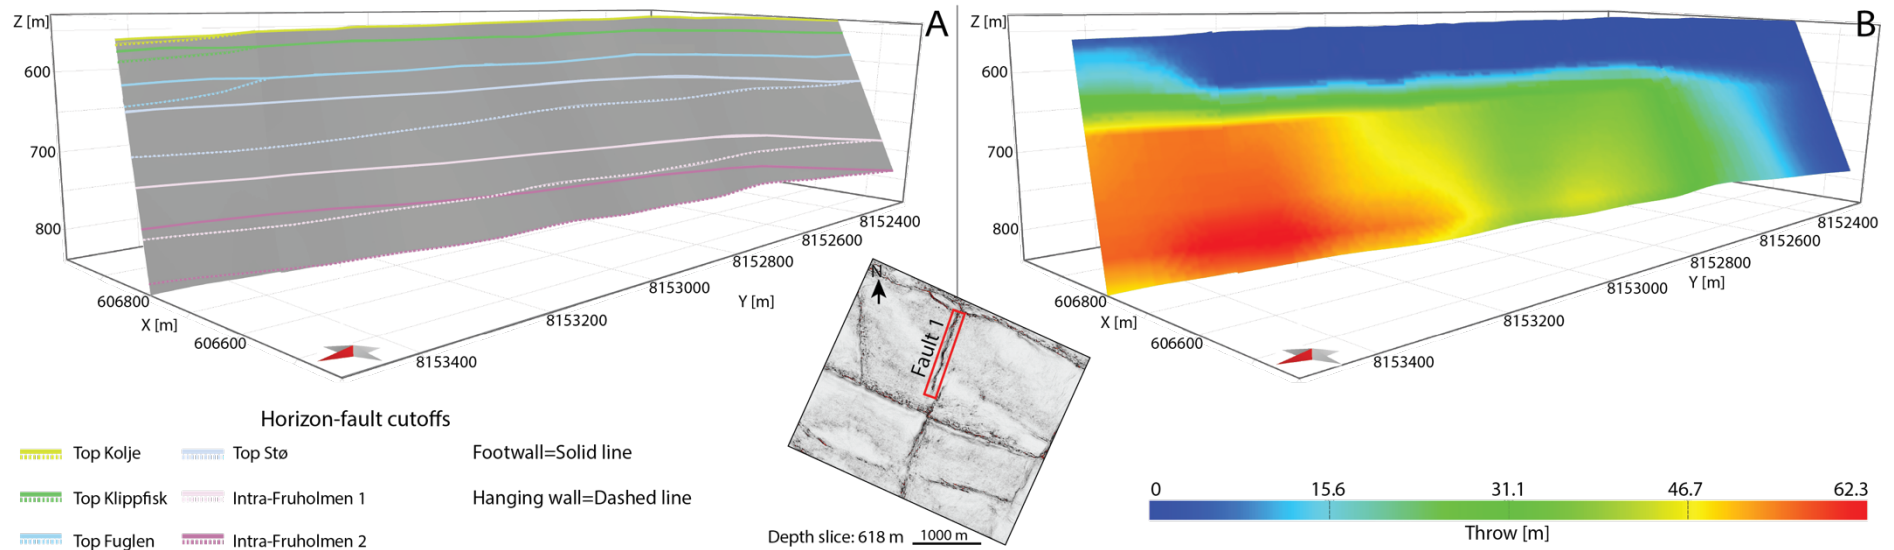 Z [m]
A
600
700
800
606800
X [m]
606600
8153400
8153200
8153000
Y [m]
8152800
8152600
8152400
Z [m]
B
600
700
800
606800
X [m]
606600
8153400
8153200
8153000
Y [m]
8152800
8152600
8152400
N
Fault 1
Depth slice: 618 m
1000 m
Horizon-fault cutoffs
Top Kolje
Top Stø
Footwall=Solid line
Top Klippfisk
Intra-Fruholmen 1
Hanging wall=Dashed line
Top Fuglen
Intra-Fruholmen 2
0 15.6 31.1 46.7 62.3
Throw [m]